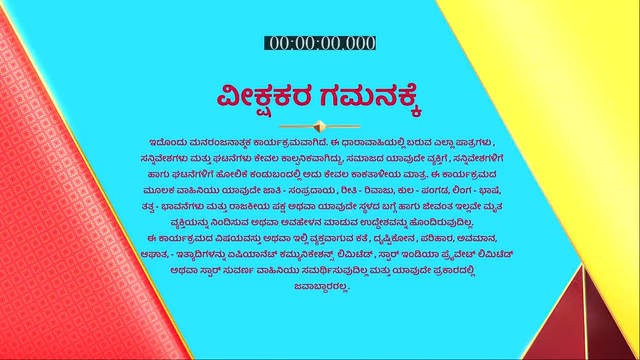 00:00:00.000
ವೀಕ್ಷಕರ ಗಮನಕ್ಕೆ
ಇದೊಂದು ಮನರಂಜನಾತ್ಮಕ ಕಾರ್ಯಕ್ರಮವಾಗಿದೆ. ಈ ಧಾರಾವಾಹಿಯಲ್ಲಿ ಬರುವ ಎಲ್ಲಾ ಪಾತ್ರಗಳು ,
ಸನ್ನಿವೇಶಗಳು ಮತ್ತು ಘಟನೆಗಳು ಕೇವಲ ಕಾಲ್ಪನಿಕವಾಗಿದ್ದು, ಸಮಾಜದ ಯಾವುದೇ ವ್ಯಕ್ತಿಗೆ , ಸನ್ನಿವೇಶಗಳಿಗೆ
ಹಾಗು ಘಟನೆಗಳಿಗೆ ಹೋಲಿಕೆ ಕಂಡುಬಂದಲ್ಲಿ ಅದು ಕೇವಲ ಕಾಕತಾಳೀಯ ಮಾತ್ರ. ಈ ಕಾರ್ಯಕ್ರಮದ
ಮೂಲಕ ವಾಹಿನಿಯು ಯಾವುದೇ ಜಾತಿ - ಸಂಪ್ರದಾಯ , ರೀತಿ - ರಿವಾಜು, ಕುಲ - ಪಂಗಡ, ಲಿಂಗ - ಭಾಷೆ,
ತತ್ವ - ಭಾವನೆಗಳು ಮತ್ತು ರಾಜಕೀಯ ಪಕ್ಷ ಅಥವಾ ಯಾವುದೇ ಸ್ಥಳದ ಬಗ್ಗೆ ಹಾಗು ಜೀವಂತ ಇಲ್ಲವೇ ಮೃತ
ವ್ಯಕ್ತಿಯನ್ನು ನಿಂದಿಸುವ ಅಥವಾ ಅವಹೇಳನ ಮಾಡುವ ಉದ್ದೇಶವನ್ನು ಹೊಂದಿರುವುದಿಲ್ಲ.
ಈ ಕಾರ್ಯಕ್ರಮದ ವಿಷಯವಸ್ತು ಅಥವಾ ಇಲ್ಲಿ ವ್ಯಕ್ತವಾಗುವ ಕತೆ , ದೃಷ್ಟಿಕೋನ , ಪರಿಹಾರ, ಅವಮಾನ,
ಆಘಾತ, - ಇತ್ಯಾದಿಗಳನ್ನು ಏಷಿಯಾನೆಟ್ ಕಮ್ಯುನಿಕೇಶನ್ಸ್ ಲಿಮಿಟೆಡ್ , ಸ್ಟಾರ್ ಇಂಡಿಯಾ ಪ್ರೈವೇಟ್ ಲಿಮಿಟೆಡ್
ಅಥವಾ ಸ್ಟಾರ್ ಸುವರ್ಣ ವಾಹಿನಿಯು ಸಮರ್ಥಿಸುವುದಿಲ್ಲ ಮತ್ತು ಯಾವುದೇ ಪ್ರಕಾರದಲ್ಲಿ
ಜವಾಬ್ದಾರರಲ್ಲ.